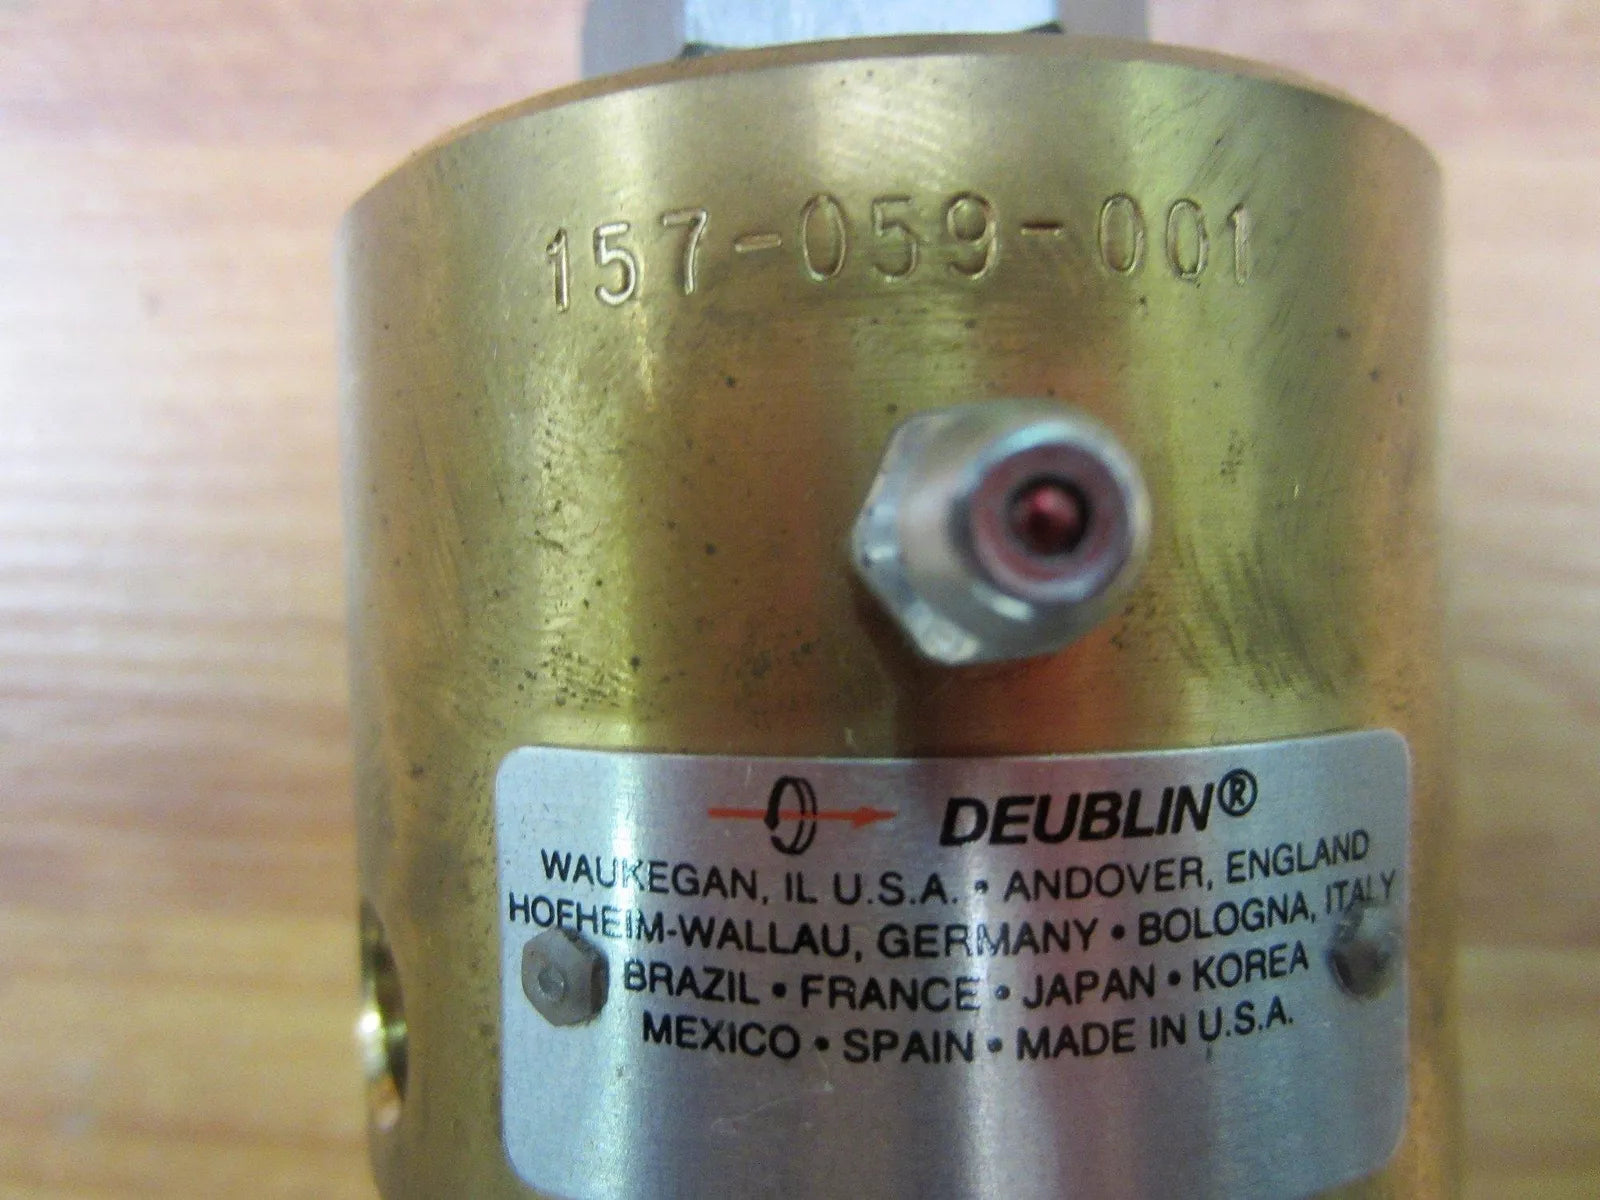 157-059-001
DEUBLIN®
WAUKEGAN, IL U.S.A. • ANDOVER, ENGLAND
HOFHEIM-WALLAU, GERMANY • BOLOGNA, ITALY
BRAZIL • FRANCE • JAPAN • KOREA
MEXICO • SPAIN • MADE IN U.S.A.